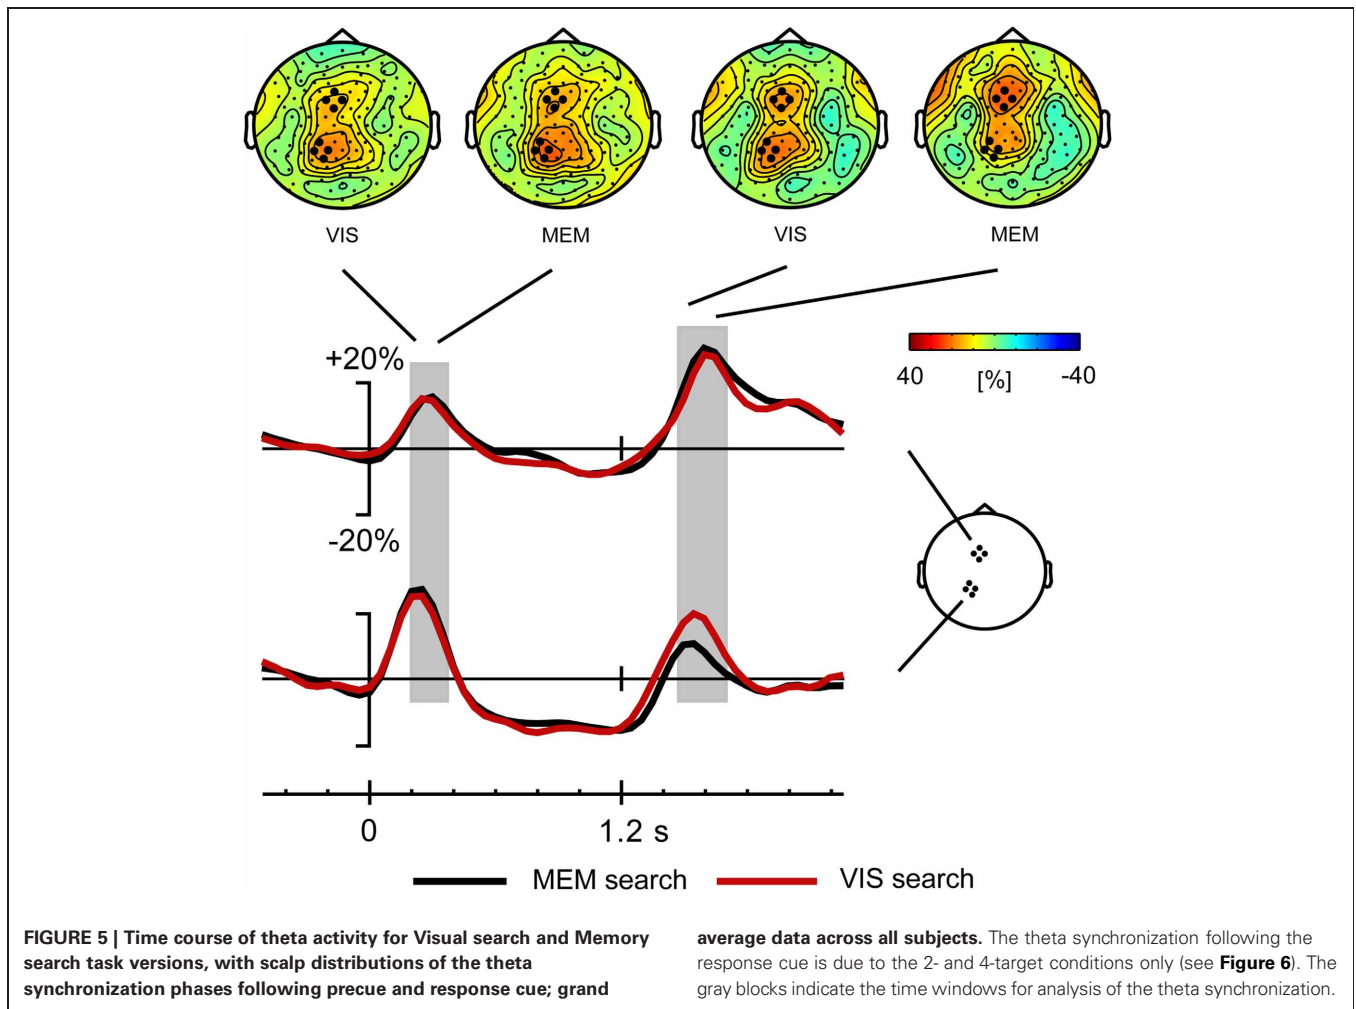 VIS
MEM
VIS
MEM
+20%
-20%
40
[%]
-40
0
1.2 s
MEM search
VIS search
FIGURE 5 | Time course of theta activity for Visual search and Memory
search task versions, with scalp distributions of the theta
synchronization phases following precue and response cue; grand
average data across all subjects. The theta synchronization following the
response cue is due to the 2- and 4-target conditions only (see Figure 6). The
gray blocks indicate the time windows for analysis of the theta synchronization.